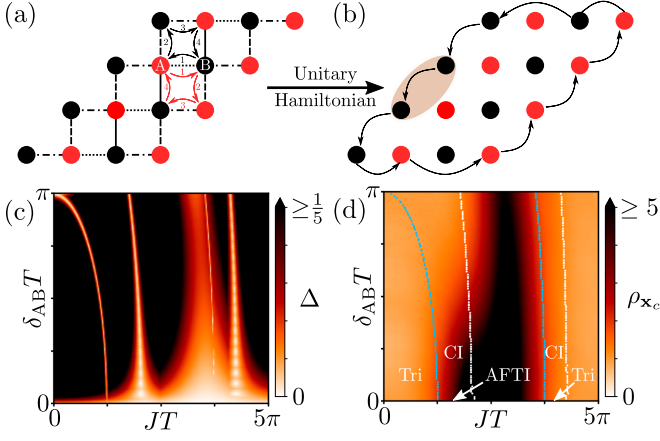 (a)
3
2
4
A
1
B
4
2
3
Unitary
Hamiltonian
(b)
(c)
π
δABT
0
0
JT
5π
≥1/5
Δ
0
(d)
π
δABT
0
Tri
CI
AFTI
CI
Tri
0
JT
5π
≥ 5
ρxc
0